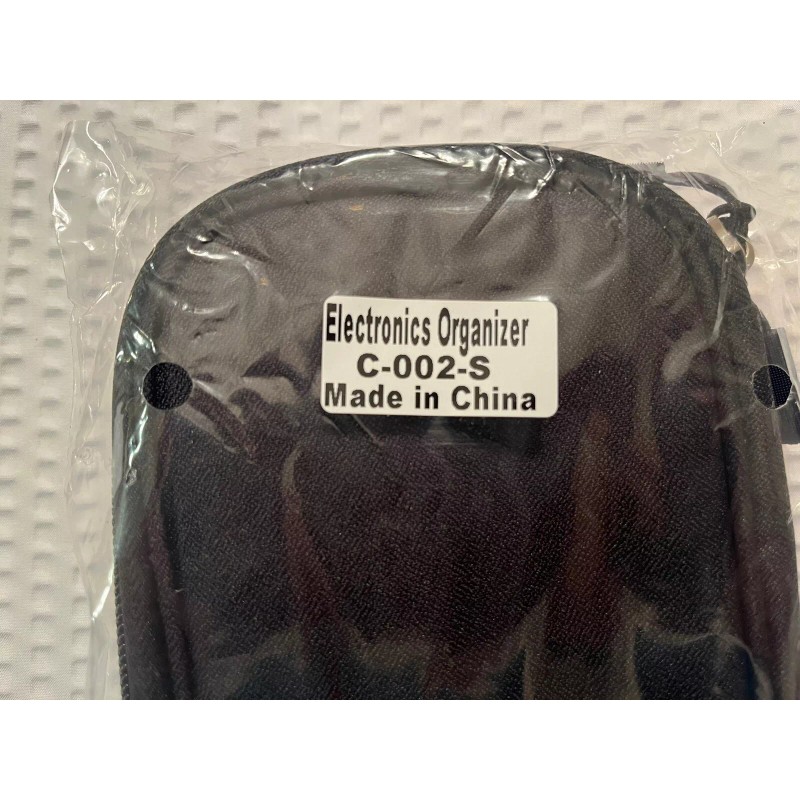 Electronics Organizer
C-002-S
Made in China